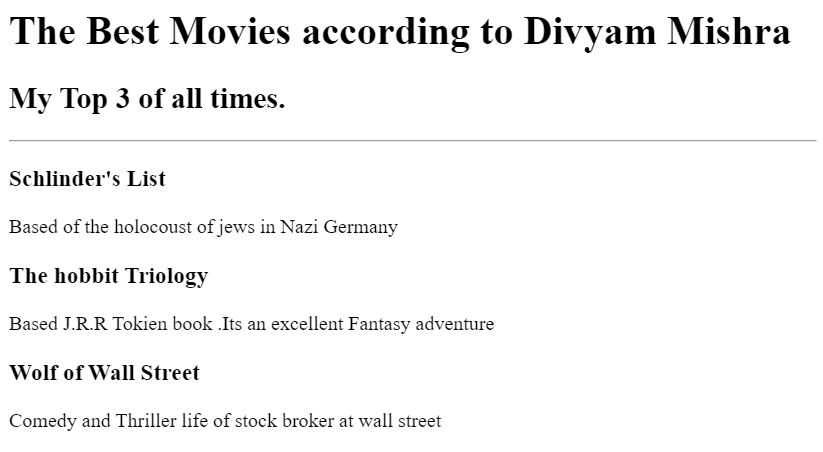 The Best Movies according to Divyam Mishra
My Top 3 of all times.
Schlinder's List
Based of the holocoust of jews in Nazi Germany
The hobbit Triology
Based J.R.R Tokien book .Its an excellent Fantasy adventure
Wolf of Wall Street
Comedy and Thriller life of stock broker at wall street